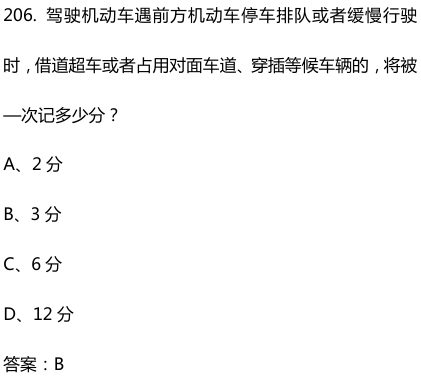 206. 驾驶机动车遇前方机动车停车排队或者缓慢行驶
时，借道超车或者占用对面车道、穿插等候车辆的，将被
—次记多少分？
A、2 分
B、3 分
C、6 分
D、12 分
答案：B